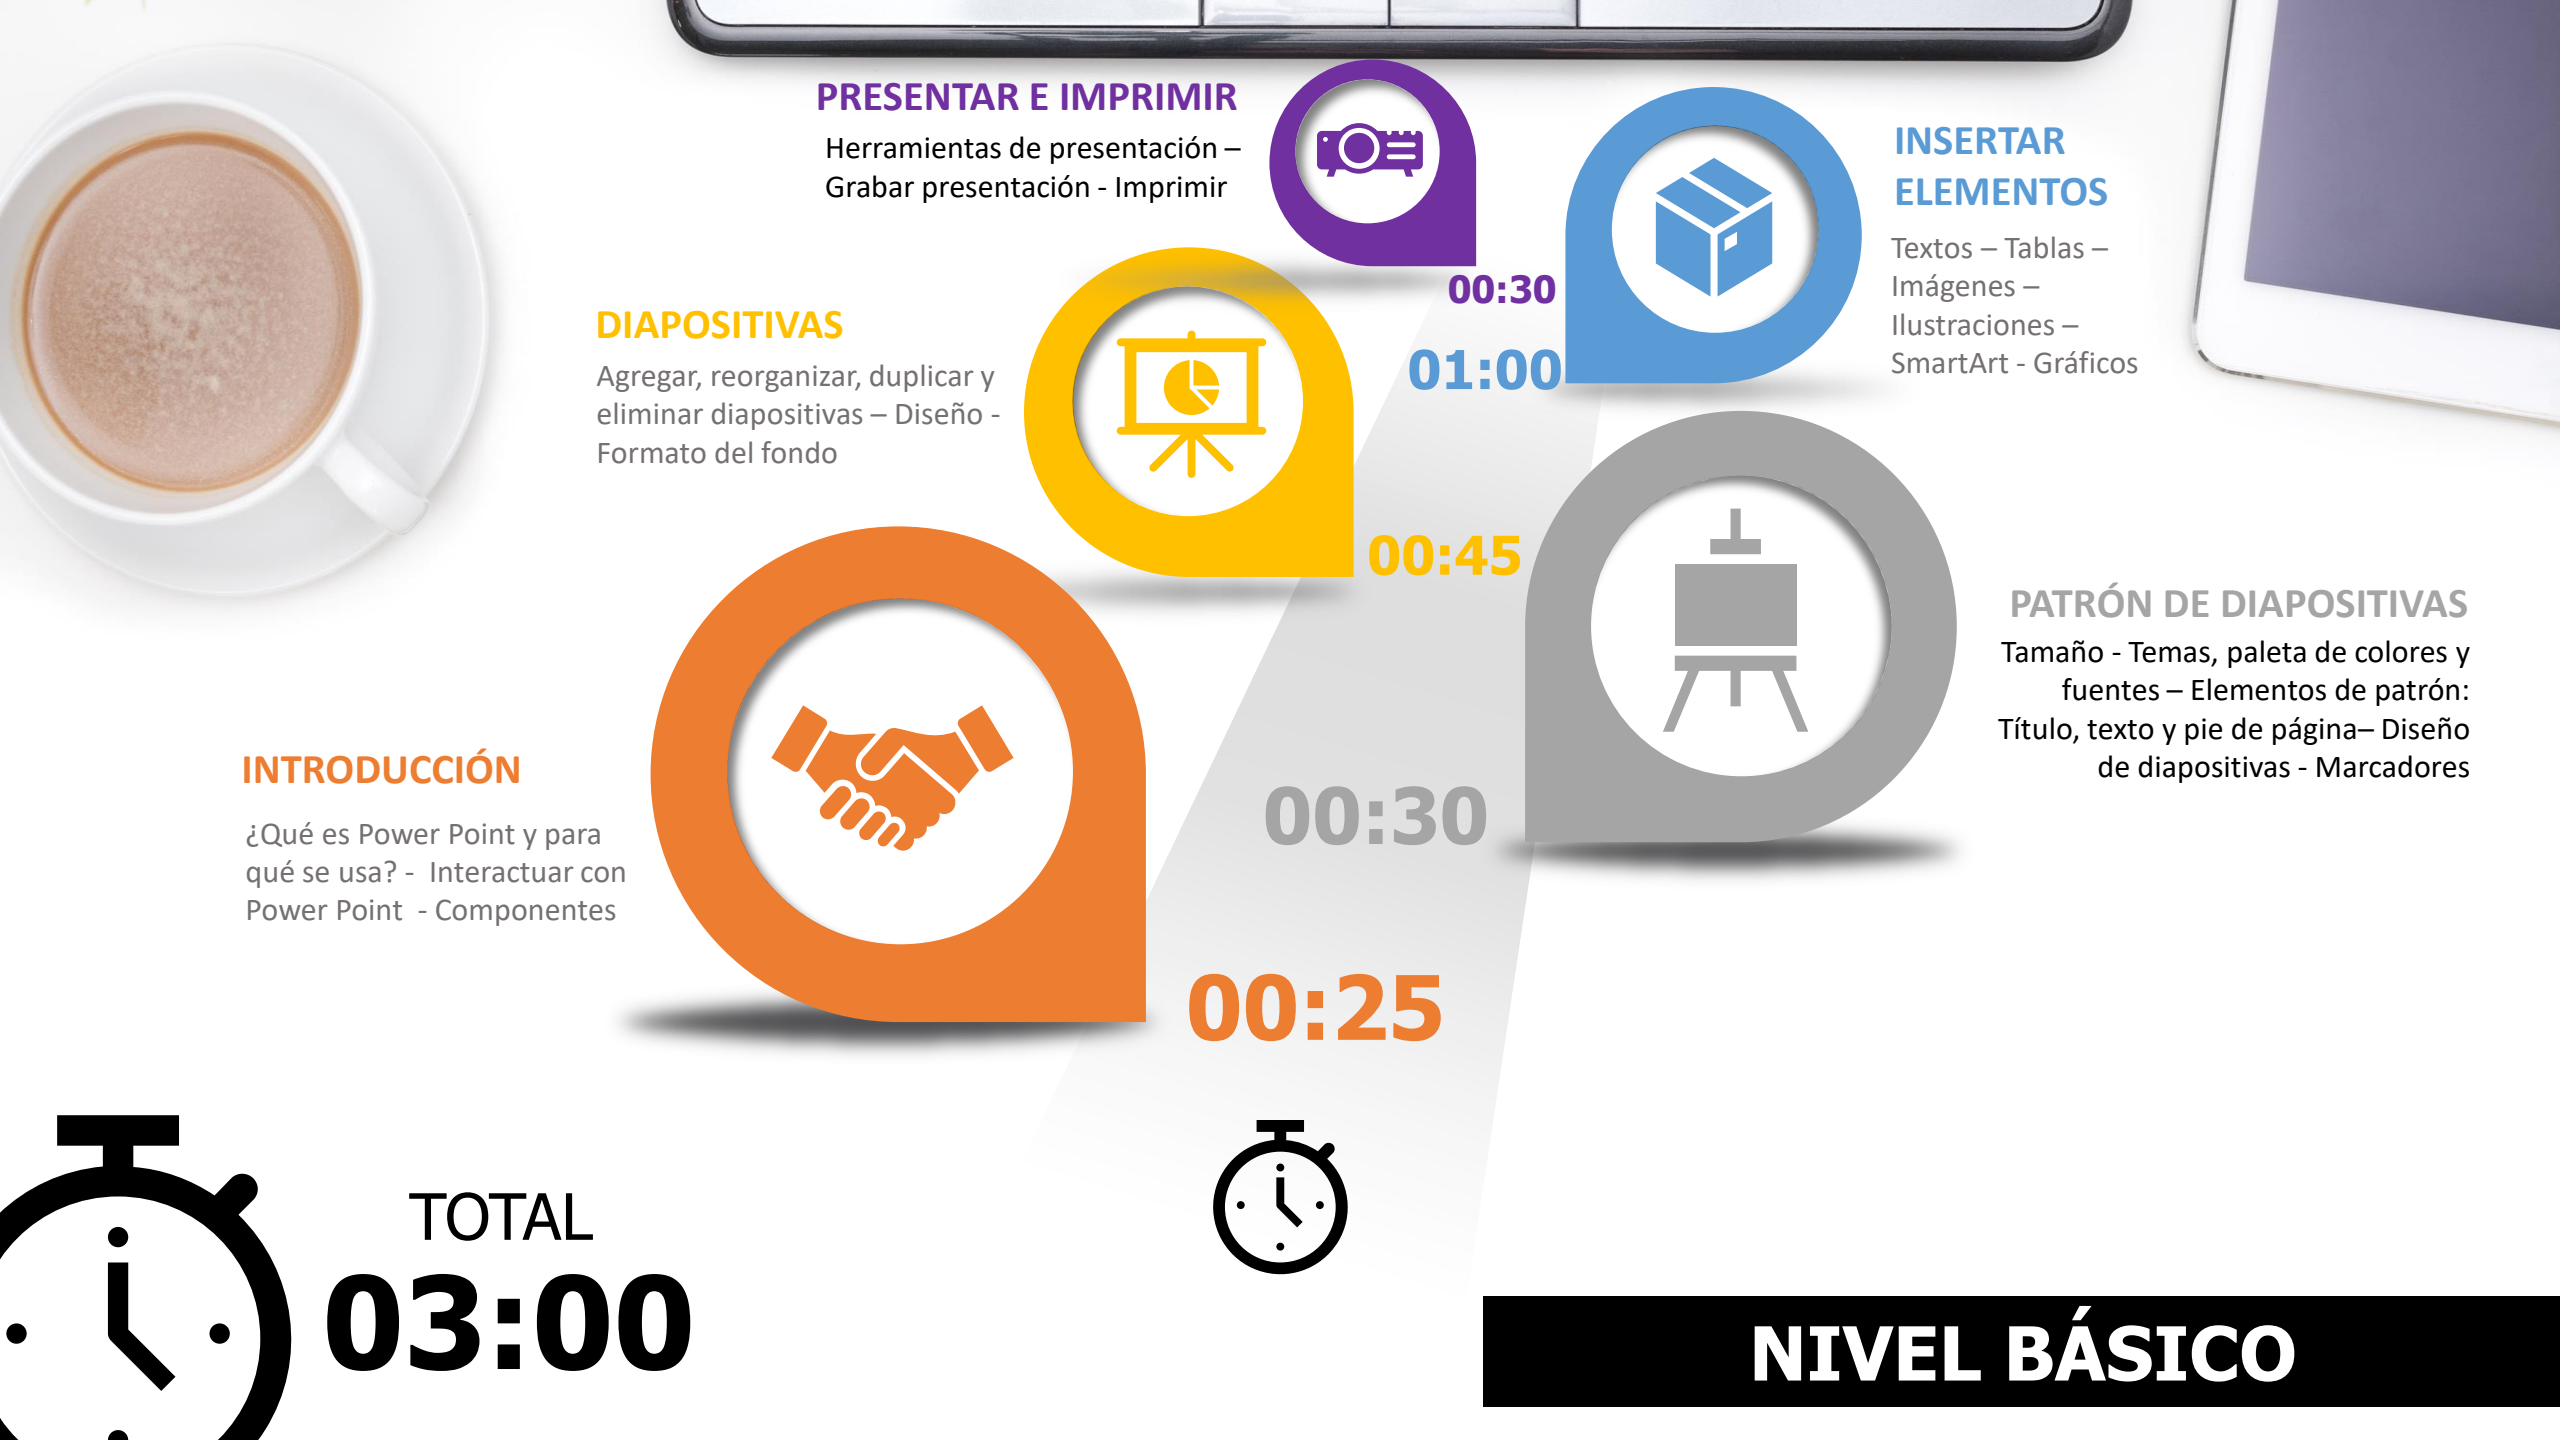 PRESENTAR E IMPRIMIR
Herramientas de presentación –
Grabar presentación - Imprimir
00:30
INSERTAR
ELEMENTOS
Textos – Tablas –
Imágenes –
Ilustraciones –
SmartArt - Gráficos
01:00
DIAPOSITIVAS
Agregar, reorganizar, duplicar y
eliminar diapositivas – Diseño -
Formato del fondo
00:45
PATRÓN DE DIAPOSITIVAS
Tamaño - Temas, paleta de colores y
fuentes – Elementos de patrón:
Título, texto y pie de página– Diseño
de diapositivas - Marcadores
00:30
INTRODUCCIÓN
¿Qué es Power Point y para
qué se usa? -  Interactuar con
Power Point  - Componentes
00:25
TOTAL
03:00
NIVEL BÁSICO